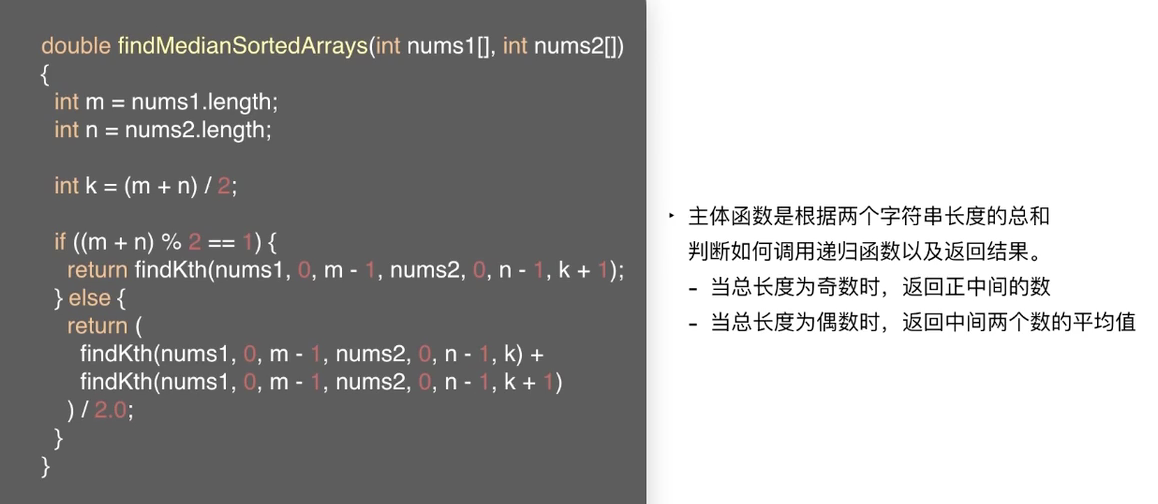 double findMedianSortedArrays(int nums1[], int nums2[])
{
int m = nums1.length;
int n = nums2.length;
int k = (m + n) / 2;
if ((m + n) % 2 == 1) {
return findKth(nums1, 0, m - 1, nums2, 0, n - 1, k + 1);
} else {
return (
findKth(nums1, 0, m - 1, nums2, 0, n - 1, k) +
findKth(nums1, 0, m - 1, nums2, 0, n - 1, k + 1)
) / 2.0;
}
}
‣ 主体函数是根据两个字符串长度的总和
判断如何调用递归函数以及返回结果。
- 当总长度为奇数时，返回正中间的数
- 当总长度为偶数时，返回中间两个数的平均值